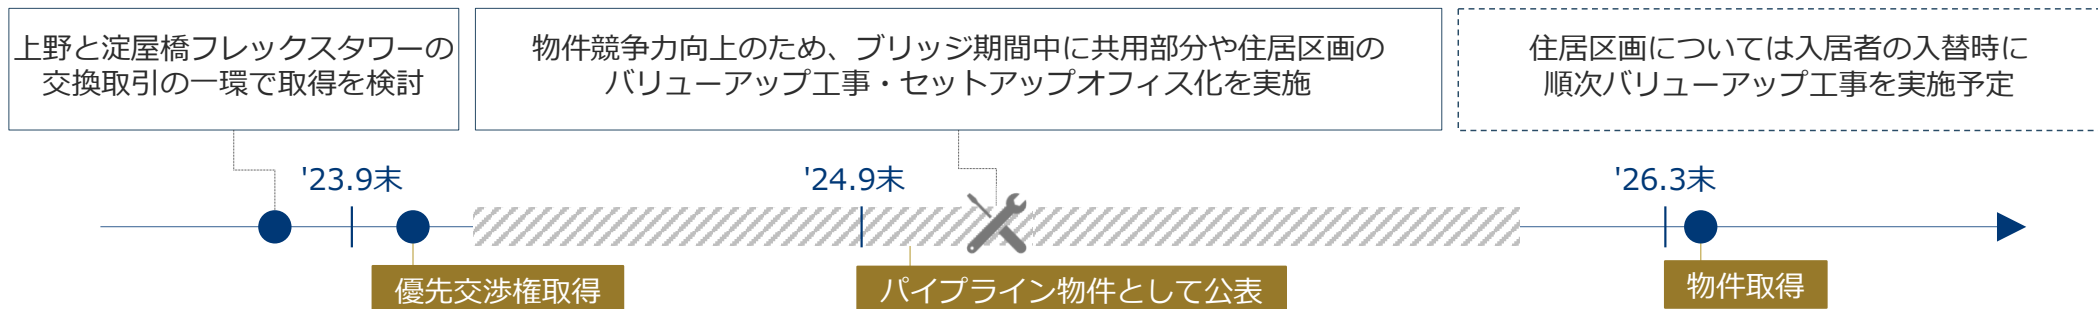 上野と淀屋橋フレックスタワーの
交換取引の一環で取得を検討
物件競争力向上のため、ブリッジ期間中に共用部分や住居区画の
バリューアップ工事・セットアップオフィス化を実施
住居区画については入居者の入替時に
順次バリューアップ工事を実施予定
'23.9末
'24.9末
'26.3末
優先交渉権取得
パイプライン物件として公表
物件取得